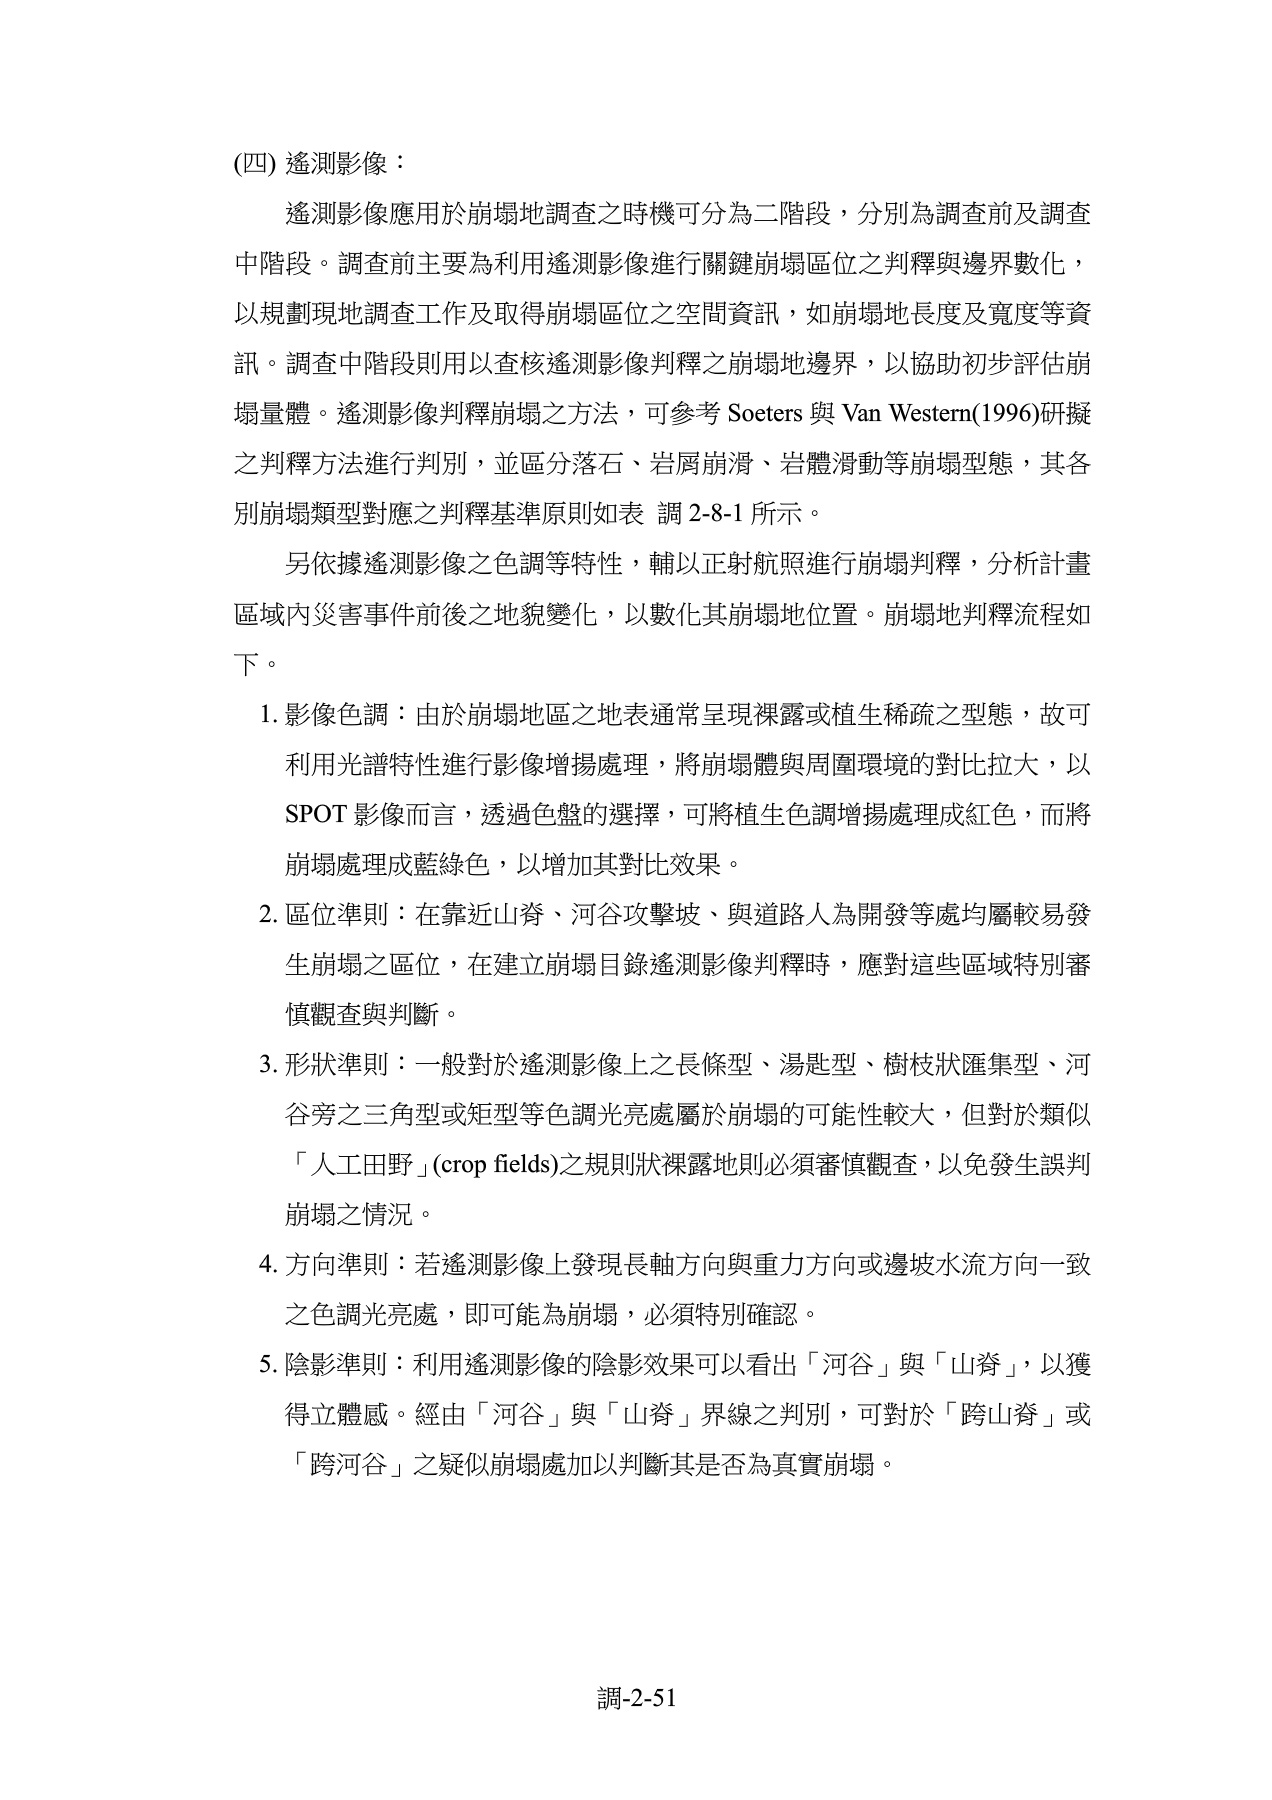 (四) 遙測影像：
遙測影像應用於崩塌地調查之時機可分為二階段，分別為調查前及調查
中階段。調查前主要為利用遙測影像進行關鍵崩塌區位之判釋與邊界數化，
以規劃現地調查工作及取得崩塌區位之空間資訊，如崩塌地長度及寬度等資
訊。調查中階段則用以查核遙測影像判釋之崩塌地邊界，以協助初步評估崩
塌量體。遙測影像判釋崩塌之方法，可參考 Soeters 與 Van Western(1996)研擬
之判釋方法進行判別，並區分落石、岩屑崩滑、岩體滑動等崩塌型態，其各
別崩塌類型對應之判釋基準原則如表 調 2-8-1 所示。
另依據遙測影像之色調等特性，輔以正射航照進行崩塌判釋，分析計畫
區域內災害事件前後之地貌變化，以數化其崩塌地位置。崩塌地判釋流程如
下。
1. 影像色調：由於崩塌地區之地表通常呈現裸露或植生稀疏之型態，故可
利用光譜特性進行影像增揚處理，將崩塌體與周圍環境的對比拉大，以
SPOT 影像而言，透過色盤的選擇，可將植生色調增揚處理成紅色，而將
崩塌處理成藍綠色，以增加其對比效果。
2. 區位準則：在靠近山脊、河谷攻擊坡、與道路人為開發等處均屬較易發
生崩塌之區位，在建立崩塌目錄遙測影像判釋時，應對這些區域特別審
慎觀查與判斷。
3. 形狀準則：一般對於遙測影像上之長條型、湯匙型、樹枝狀匯集型、河
谷旁之三角型或矩型等色調光亮處屬於崩塌的可能性較大，但對於類似
「人工田野」(crop fields)之規則狀裸露地則必須審慎觀查，以免發生誤判
崩塌之情況。
4. 方向準則：若遙測影像上發現長軸方向與重力方向或邊坡水流方向一致
之色調光亮處，即可能為崩塌，必須特別確認。
5. 陰影準則：利用遙測影像的陰影效果可以看出「河谷」與「山脊」，以獲
得立體感。經由「河谷」與「山脊」界線之判別，可對於「跨山脊」或
「跨河谷」之疑似崩塌處加以判斷其是否為真實崩塌。
調-2-51